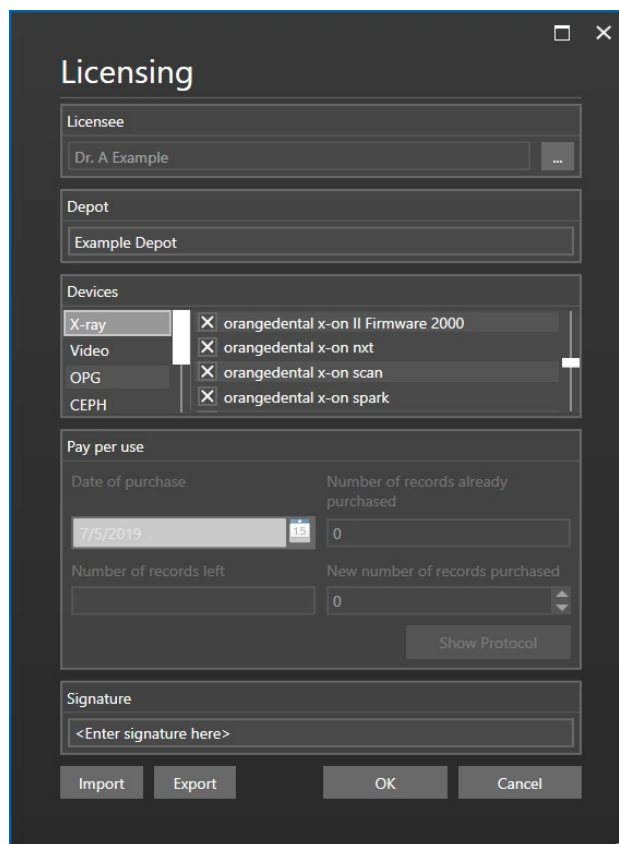 Licensing
Licensee
Dr. A Example
...
Depot
Example Depot
Devices
X-ray
Video
OPG
CEPH
orangedental x-on II Firmware 2000
orangedental x-on nxt
orangedental x-on scan
orangedental x-on spark
Pay per use
Date of purchase
Number of records already
purchased
7/5/2019
15
0
Number of records left
New number of records purchased
0
Show Protocol
Signature
<Enter signature here>
Import Export OK Cancel